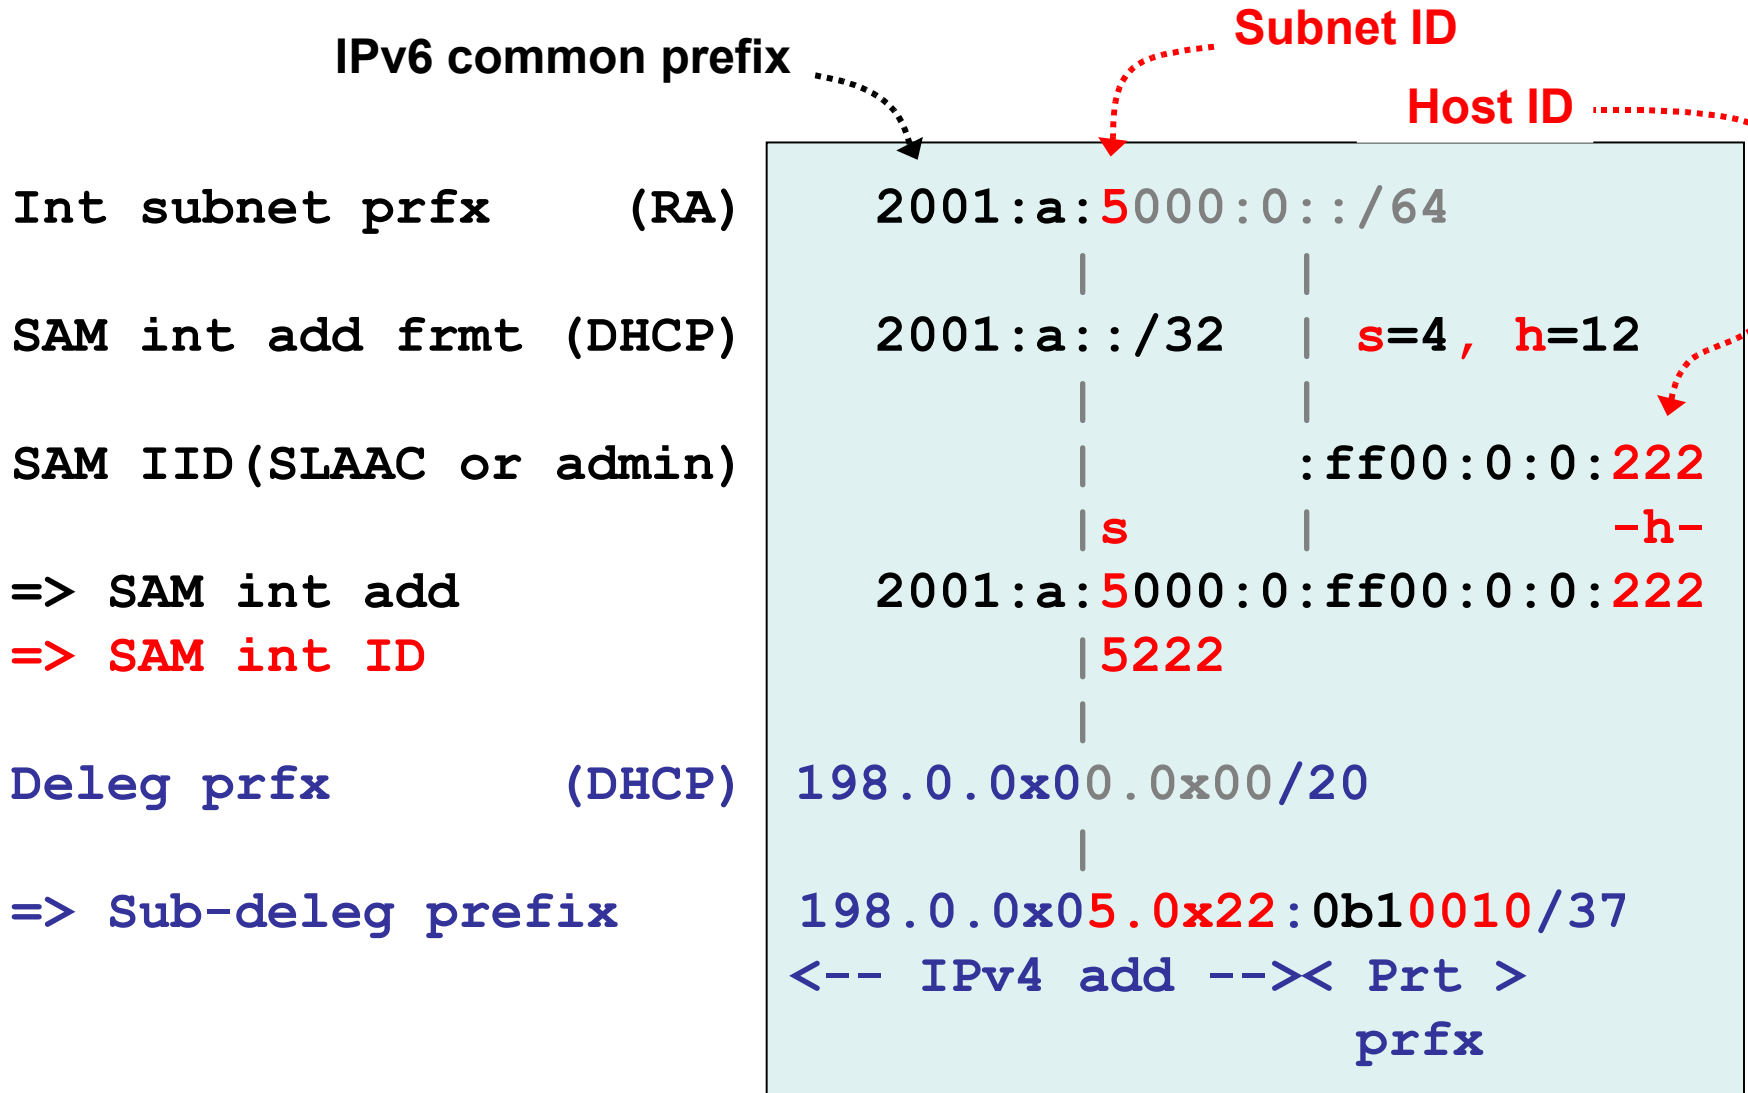 Subnet ID
IPv6 common prefix
Host ID
Int subnet prfx (RA) 2001:a:5000:0::/64
| |
SAM int add frmt (DHCP) 2001:a::/32 | s=4, h=12
| |
SAM IID(SLAAC or admin) | :ff00:0:0:222
|s | -h-
=> SAM int add 2001:a:5000:0:ff00:0:0:222
=> SAM int ID |5222
|
Deleg prfx (DHCP) 198.0.0x00.0x00/20
|
=> Sub-deleg prefix 198.0.0x05.0x22:0b10010/37
<-- IPv4 add -->< Prt >
prfx